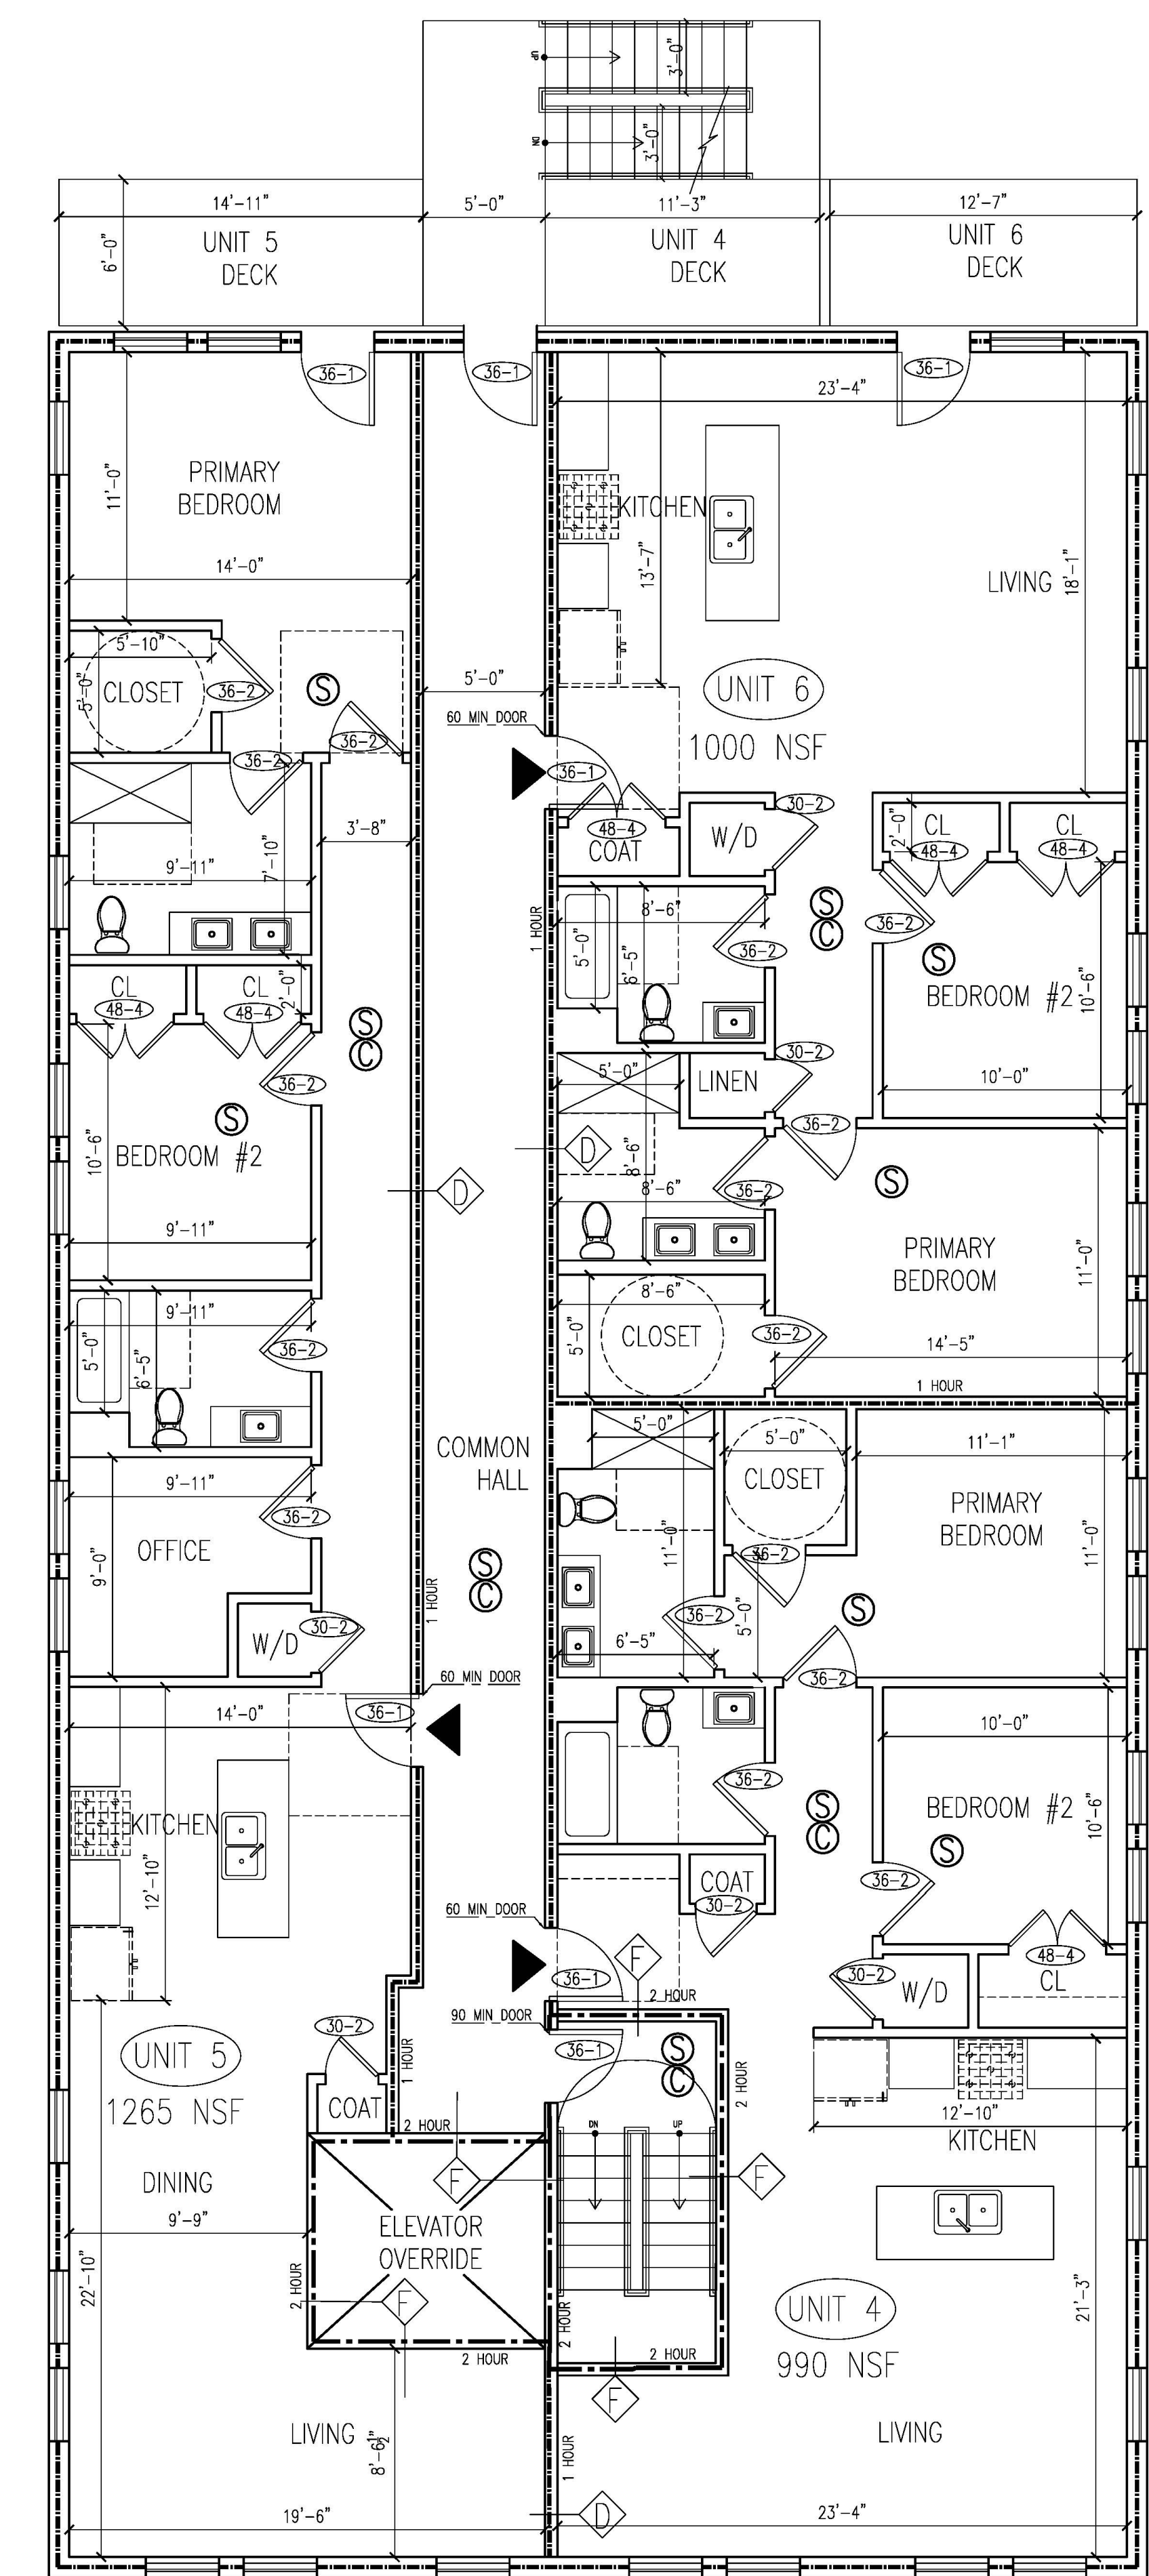 UP
3'-0"
DN
3'-0"
14'-11"
5'-0"
11'-3"
12'-7"
6'-0"
UNIT 5
DECK
UNIT 4
DECK
UNIT 6
DECK
36-1
36-1
36-1
23'-4"
11'-0"
PRIMARY
BEDROOM
KITCHEN
13'-7"
LIVING
18'-1"
14'-0"
5'-10"
5'-0"
CLOSET
36-2
S
5'-0"
UNIT 6
1000 NSF
60 MIN DOOR
36-2
36-2
36-1
30-2
48-4
COAT
W/D
3'-8"
7'-10"
9'-11"
2'-0"
CL
48-4
CL
48-4
36-2
1 HOUR
8'-6"
5'-0"
6'-5"
36-2
S
C
S
BEDROOM #2
10'-6"
CL
48-4
CL
48-4
2'-0"
S
C
36-2
30-2
5'-0"
LINEN
10'-0"
36-2
S
BEDROOM #2
10'-6"
D
D
8'-6"
8'-6"
36-2
S
9'-11"
PRIMARY
BEDROOM
11'-0"
9'-11"
5'-0"
6'-5"
36-2
8'-6"
5'-0"
CLOSET
36-2
14'-5"
1 HOUR
COMMON
HALL
5'-0"
5'-0"
CLOSET
11'-1"
9'-11"
36-2
OFFICE
9'-0"
PRIMARY
BEDROOM
11'-0"
11'-0"
36-2
S
C
1 HOUR
36-2
5'-0"
S
30-2
W/D
6'-5"
60 MIN DOOR
36-2
14'-0"
36-1
10'-0"
36-2
KITCHEN
12'-10"
S
C
BEDROOM #2
10'-6"
S
COAT
30-2
36-2
60 MIN DOOR
F
48-4
CL
36-1
30-2
W/D
2 HOUR
90 MIN DOOR
30-2
36-1
S
C
UNIT 5
1265 NSF
1 HOUR
2 HOUR
COAT
2 HOUR
DN
UP
12'-10"
KITCHEN
DINING
F
F
9'-9"
ELEVATOR
OVERRIDE
22'-10"
2 HOUR
F
UNIT 4
990 NSF
21'-3"
2 HOUR
2 HOUR
2 HOUR
F
LIVING
8'-6½"
1 HOUR
LIVING
19'-6"
D
23'-4"